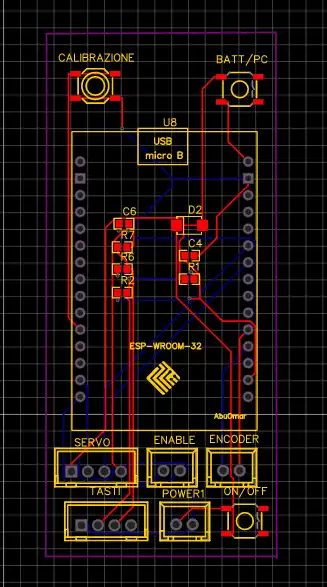 CALIBRAZIONE
BATT/PC
U8
USB
micro B
C6
D2
R7
C4
R6
R1
R2
ESP-WROOM-32
AbuOmar
SERVO
ENABLE
ENCODER
TASTI
POWER1
ON/OFF